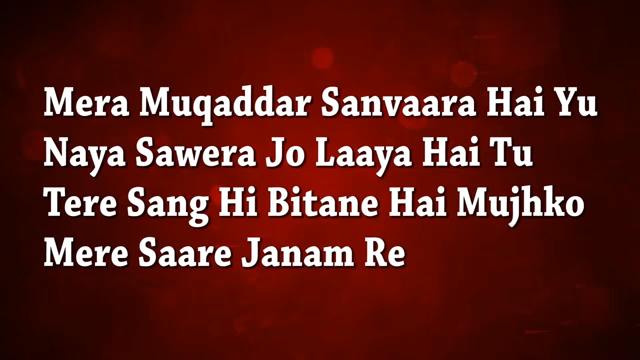 Mera Muqaddar Sanvaara Hai Yu
Naya Sawera Jo Laaya Hai Tu
Tere Sang Hi Bitane Hai Mujhko
Mere Saare Janam Re